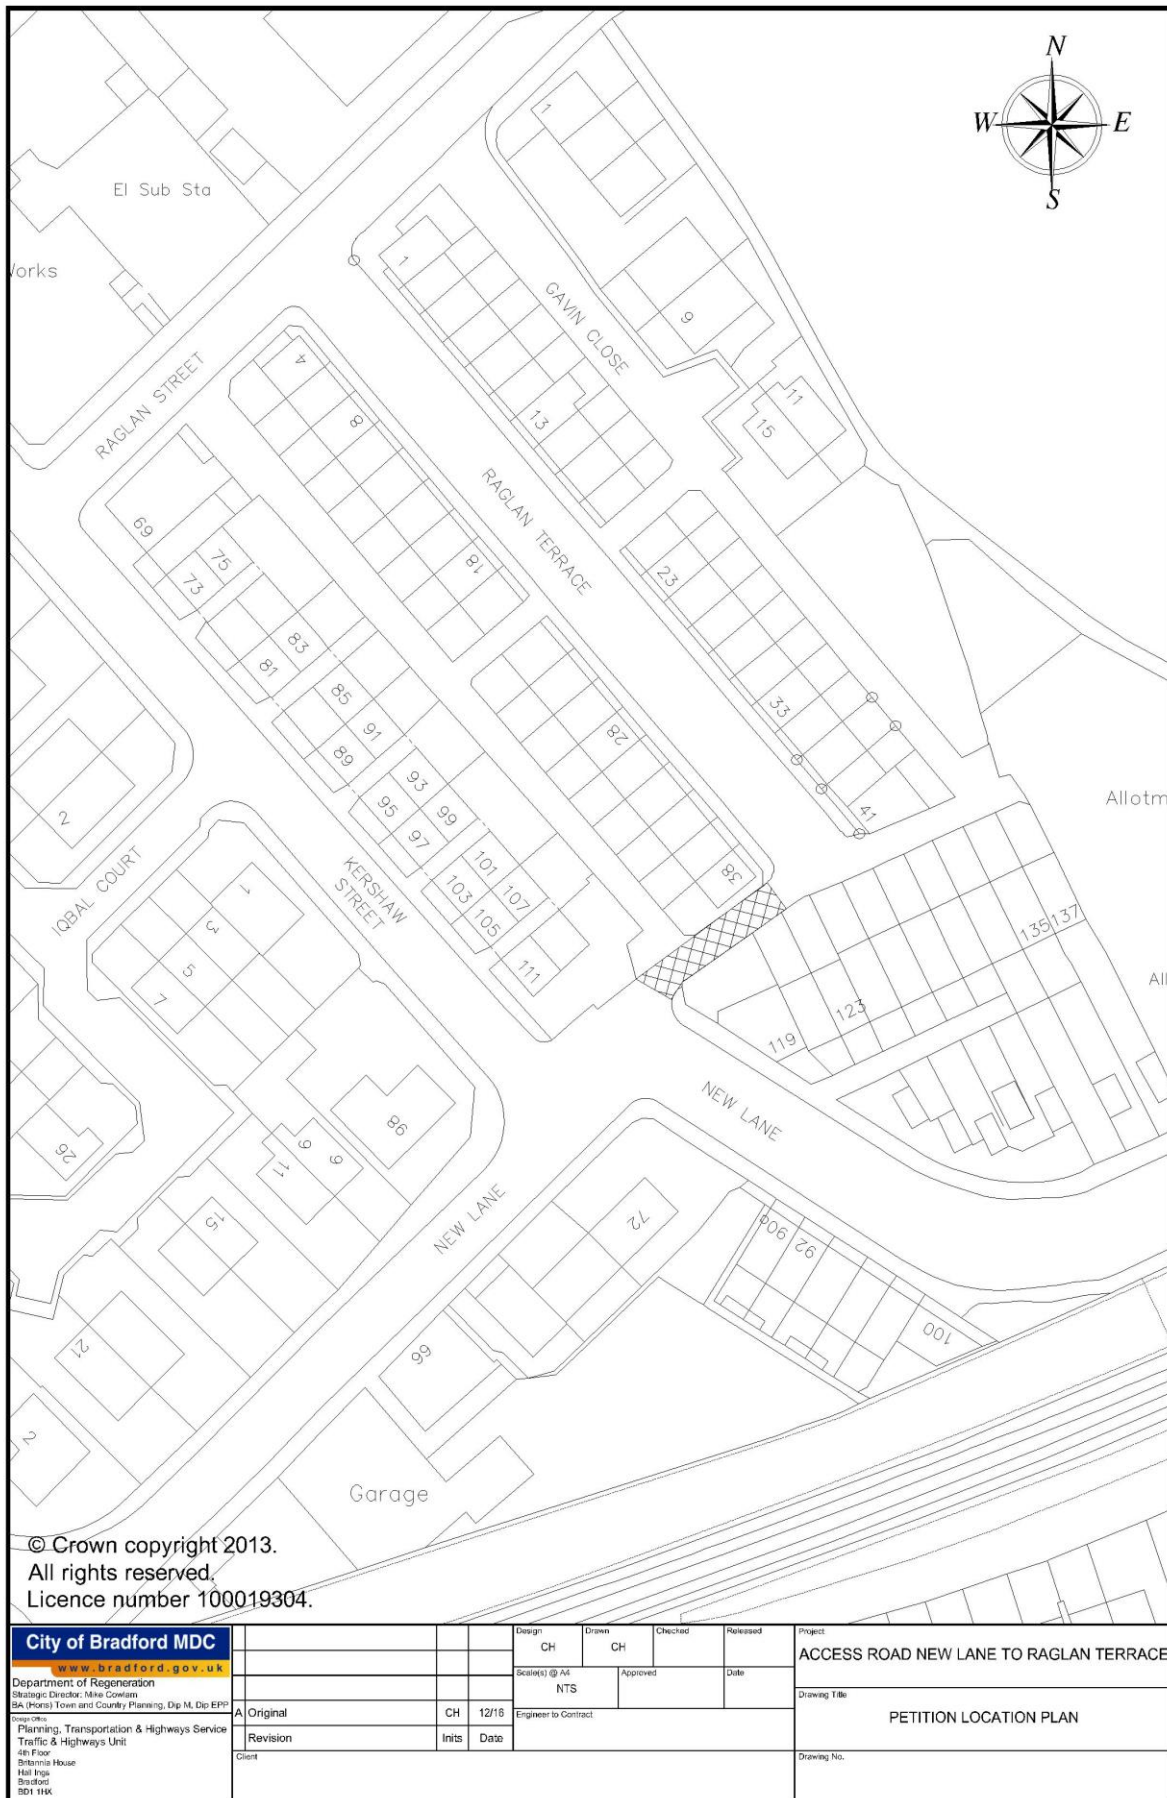 N
W E
S
El Sub Sta
orks
1
1
9
11
15
GAVIN CLOSE
RAGLAN STREET
4
8
13
RAGLAN TERRACE
18
23
69
75
73
83
81
85
91
89
33
28
93
95
99
97
41
38
101
107
103
105
111
Allotm
2
IQBAL COURT
1
3
5
7
KERSHAW
STREET
135 137
All
123
119
98
26
9
9
11
15
NEW LANE
NEW LANE
72
90c
92
100
21
66
2
Garage
© Crown copyright 2013.
All rights reserved.
Licence number 100019304.
City of Bradford MDC
www.bradford.gov.uk
Department of Regeneration
Strategic Director: Mike Cowlam
BA (Hons) Town and Country Planning, Dip M, Dip EPP
Design Office
Planning, Transportation & Highways Service
Traffic & Highways Unit
4th Floor
Britannia House
Hall Ings
Bradford
BD1 1HX
A Original CH 12/16
Revision Inits Date
Client
Design Drawn Checked Released
CH CH
Scale(s) @ A4 Approved Date
NTS
Engineer to Contract
Project
ACCESS ROAD NEW LANE TO RAGLAN TERRACE
Drawing Title
PETITION LOCATION PLAN
Drawing No.